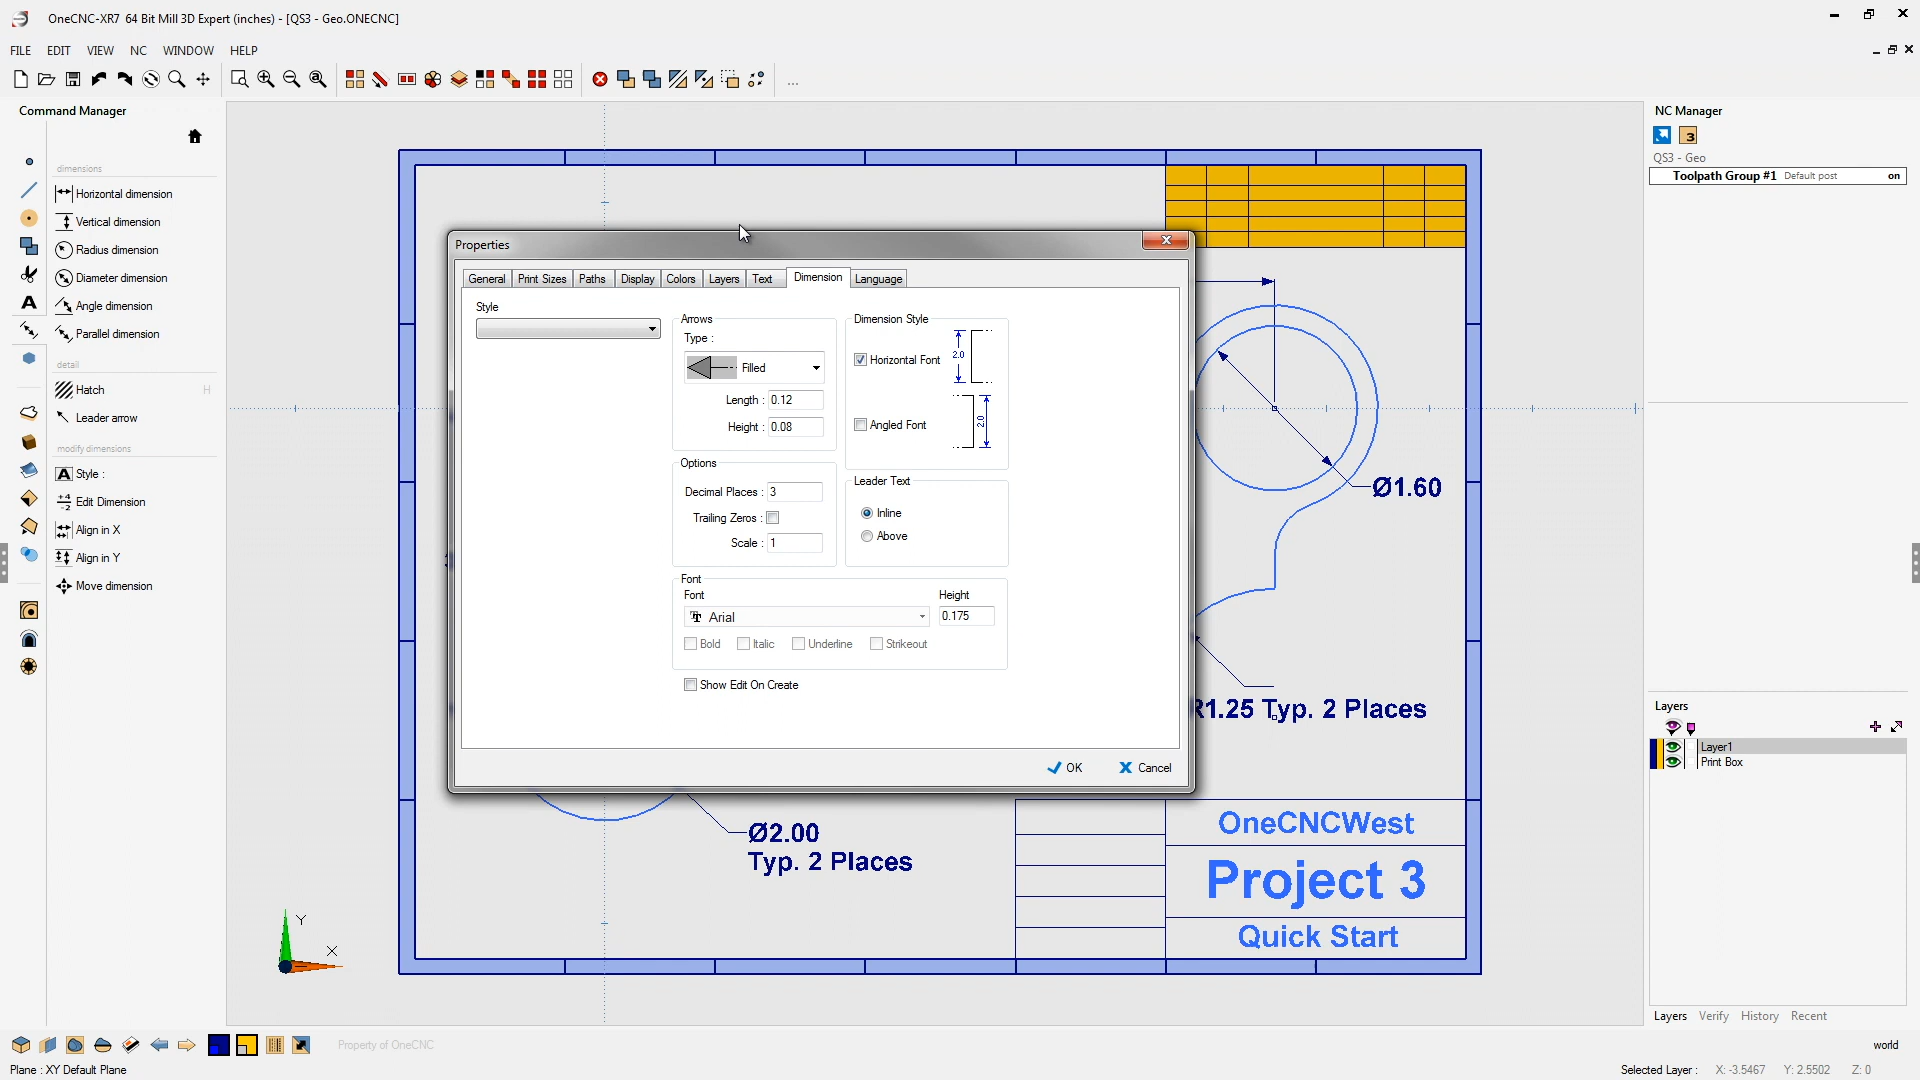 OneCNC-XR7 64 Bit Mill 3D Expert (inches) - [QS3 - Geo.ONECNC]
FILE EDIT VIEW NC WINDOW HELP
...
Command Manager
dimensions
Horizontal dimension
Vertical dimension
Radius dimension
Diameter dimension
Angle dimension
Parallel dimension
detail
Hatch H
Leader arrow
modify dimensions
Style :
Edit Dimension
Align in X
Align in Y
Move dimension
Properties
General Print Sizes Paths Display Colors Layers Text Dimension Language
Style
Arrows
Type :
Filled
Length : 0.12
Height : 0.08
Options
Decimal Places : 3
Trailing Zeros :
Scale : 1
Dimension Style
Horizontal Font
2.0
Angled Font
2.0
Leader Text
Inline
Above
Font
Font Height
Arial 0.175
Bold Italic Underline Strikeout
Show Edit On Create
OK Cancel
Ø1.60
R1.25 Typ. 2 Places
Ø2.00
Typ. 2 Places
OneCNCWest
Project 3
Quick Start
Y
X
NC Manager
3
QS3 - Geo
Toolpath Group #1 Default post on
Layers
Layer1
Print Box
Layers Verify History Recent
Property of OneCNC
world
Plane : XY Default Plane
Selected Layer : X: -3.5467 Y: 2.5502 Z: 0